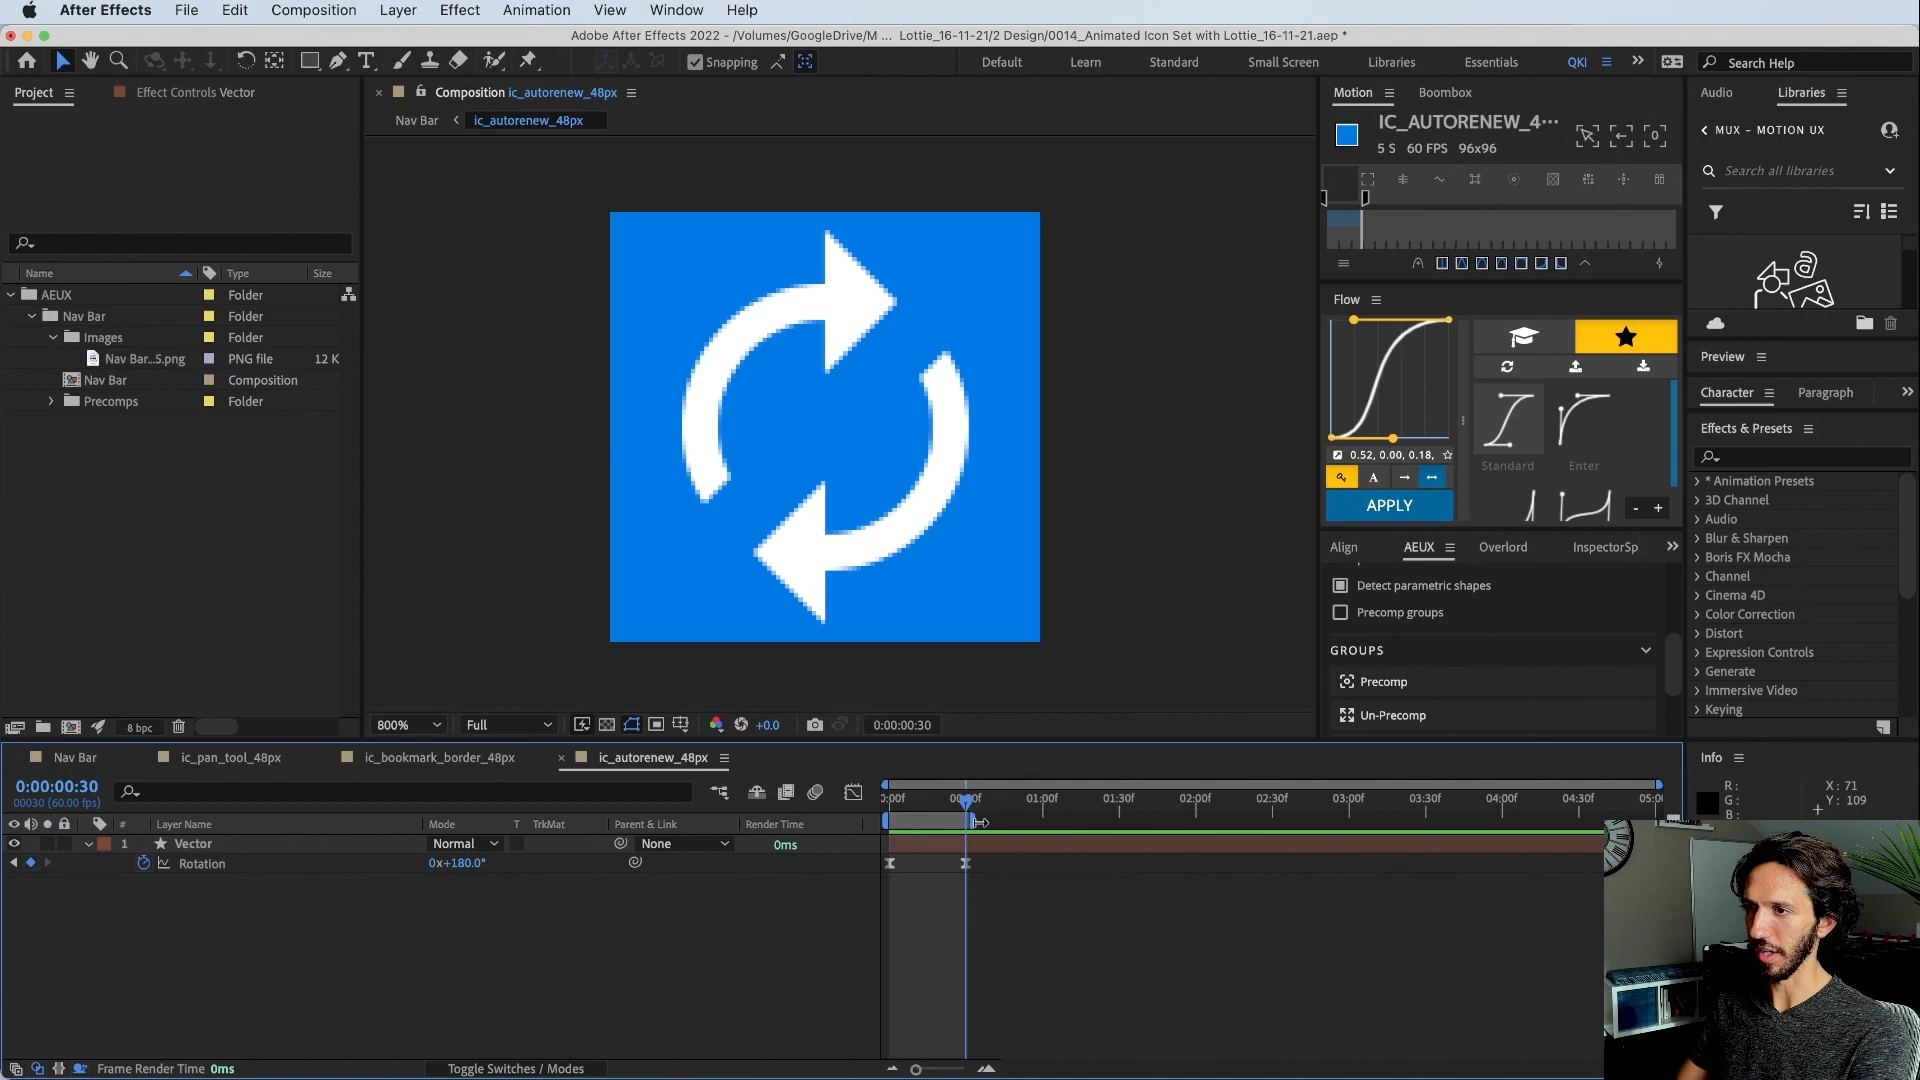 After Effects File Edit Composition Layer Effect Animation View Window Help
Adobe After Effects 2022 - /Volumes/GoogleDrive/M ... Lottie_16-11-21/2 Design/0014_Animated Icon Set with Lottie_16-11-21.aep *
Snapping
Default Learn Standard Small Screen Libraries Essentials QKI
Search Help
Project
Effect Controls Vector
Name Type Size
AEUX Folder
Nav Bar Folder
Images Folder
Nav Bar...5.png PNG file 12 K
Nav Bar Composition
Precomps Folder
8 bpc
Composition ic_autorenew_48px
Nav Bar ic_autorenew_48px
800% Full +0.0 0:00:00:30
Motion Boombox
IC_AUTORENEW_4...
5 S 60 FPS 96x96
Flow
0.52, 0.00, 0.18,
A
APPLY
Standard Enter
- +
Align AEUX Overlord InspectorSp
Detect parametric shapes
Precomp groups
GROUPS
Precomp
Un-Precomp
Audio Libraries
MUX – MOTION UX
Search all libraries
Preview
Character Paragraph
Effects & Presets
* Animation Presets
3D Channel
Audio
Blur & Sharpen
Boris FX Mocha
Channel
Cinema 4D
Color Correction
Distort
Expression Controls
Generate
Immersive Video
Keying
Info
R: X: 71
G: Y: 109
B:
Nav Bar ic_pan_tool_48px ic_bookmark_border_48px ic_autorenew_48px
0:00:00:30
00030 (60.00 fps)
01:00f 01:30f 02:00f 02:30f 03:00f 03:30f 04:00f 04:30f
# Layer Name Mode T TrkMat Parent & Link Render Time
1 Vector Normal None 0ms
Rotation 0x+180.0°
Frame Render Time 0ms
Toggle Switches / Modes